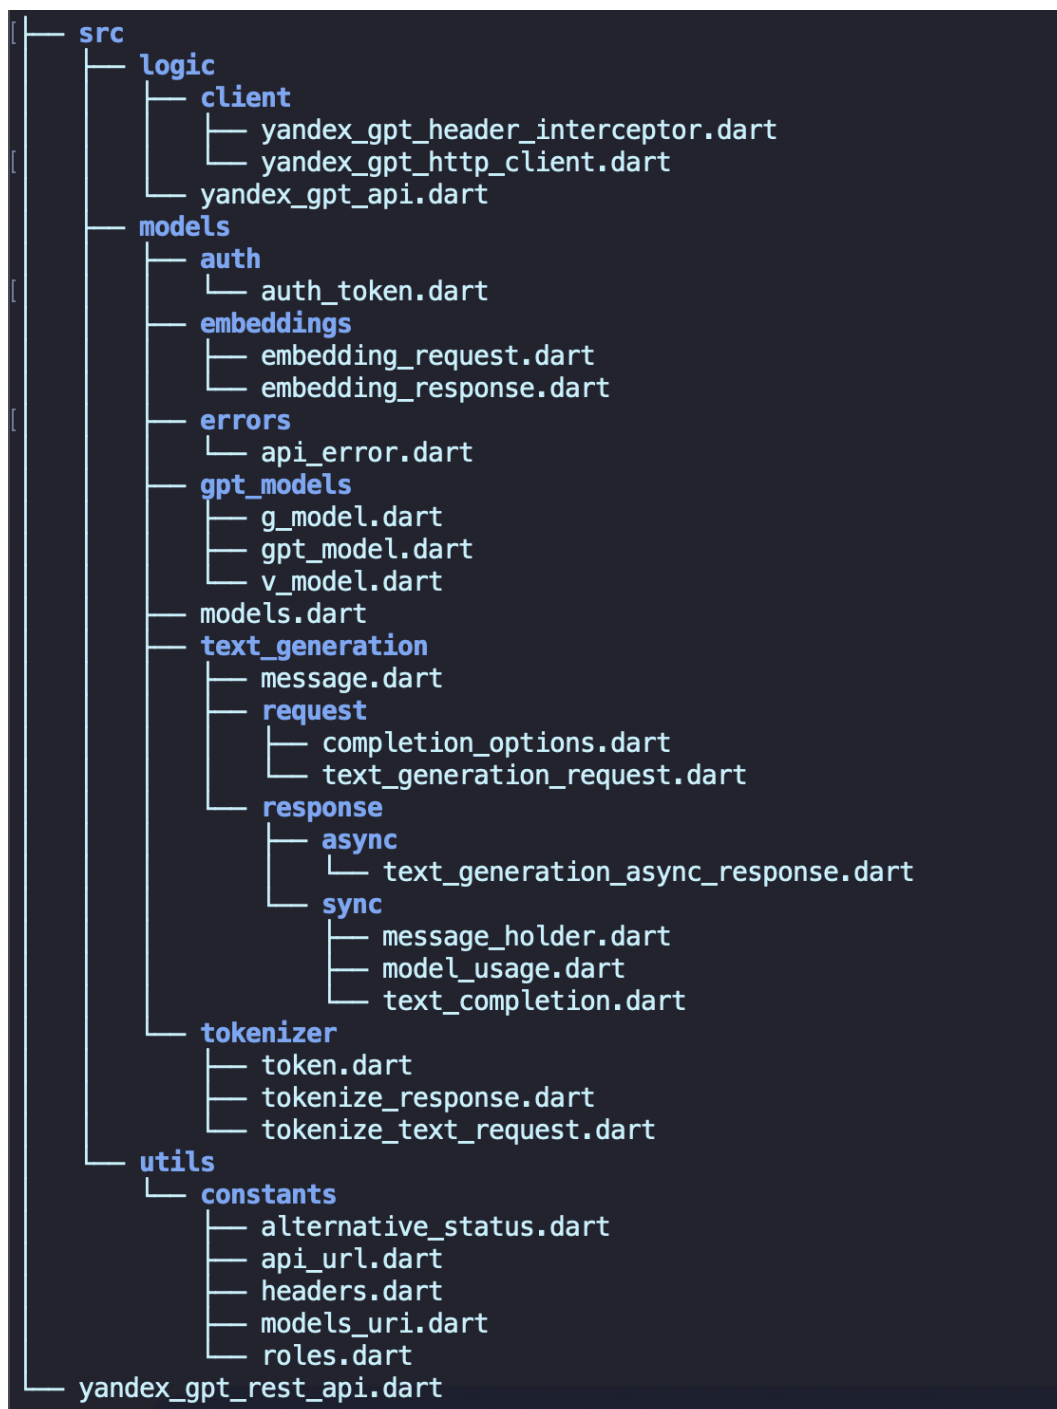 ├── src
│   ├── logic
│   │   ├── client
│   │   │   ├── yandex_gpt_header_interceptor.dart
│   │   │   └── yandex_gpt_http_client.dart
│   │   └── yandex_gpt_api.dart
│   ├── models
│   │   ├── auth
│   │   │   └── auth_token.dart
│   │   ├── embeddings
│   │   │   ├── embedding_request.dart
│   │   │   └── embedding_response.dart
│   │   ├── errors
│   │   │   └── api_error.dart
│   │   ├── gpt_models
│   │   │   ├── g_model.dart
│   │   │   ├── gpt_model.dart
│   │   │   └── v_model.dart
│   │   ├── models.dart
│   │   ├── text_generation
│   │   │   ├── message.dart
│   │   │   ├── request
│   │   │   │   ├── completion_options.dart
│   │   │   │   └── text_generation_request.dart
│   │   │   └── response
│   │   │       ├── async
│   │   │       │   └── text_generation_async_response.dart
│   │   │       └── sync
│   │   │           ├── message_holder.dart
│   │   │           ├── model_usage.dart
│   │   │           └── text_completion.dart
│   │   └── tokenizer
│   │       ├── token.dart
│   │       ├── tokenize_response.dart
│   │       └── tokenize_text_request.dart
│   └── utils
│       └── constants
│           ├── alternative_status.dart
│           ├── api_url.dart
│           ├── headers.dart
│           ├── models_uri.dart
│           └── roles.dart
└── yandex_gpt_rest_api.dart